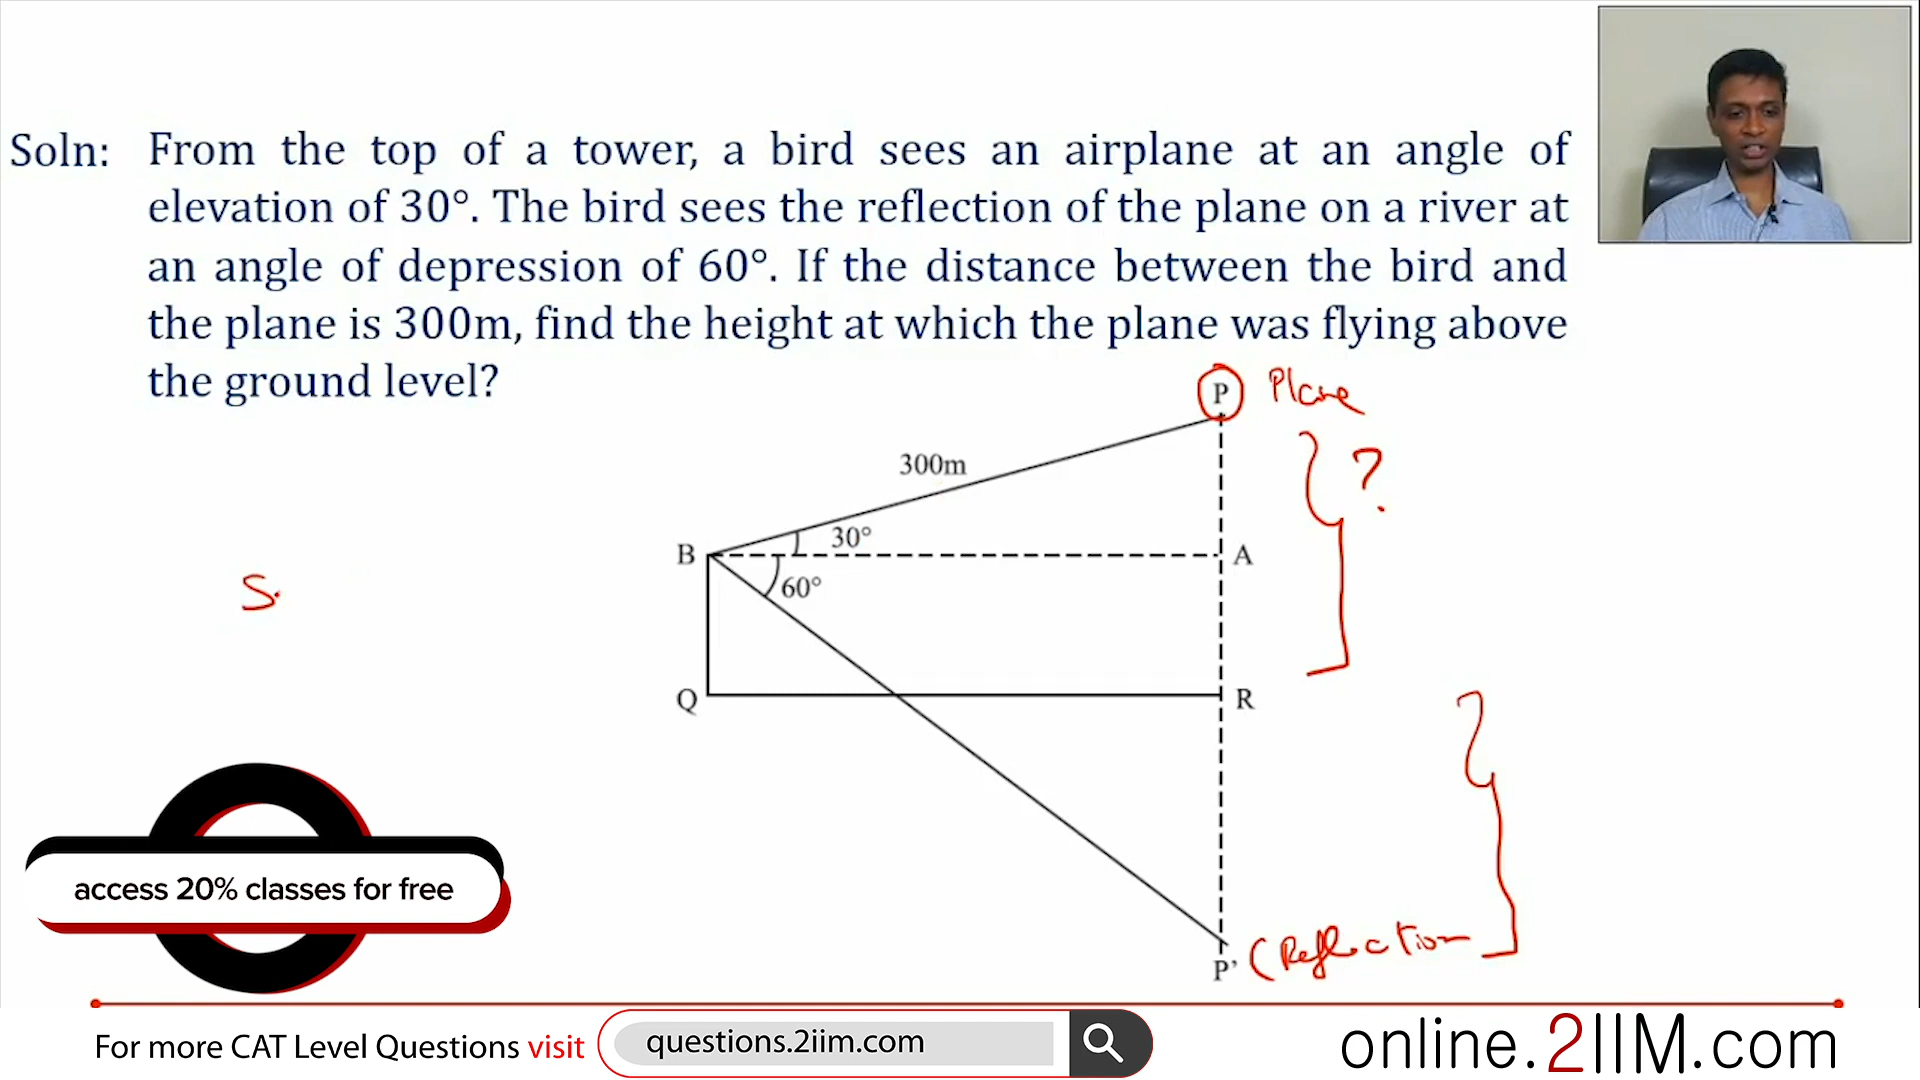 Soln: From the top of a tower, a bird sees an airplane at an angle of
elevation of 30°. The bird sees the reflection of the plane on a river at
an angle of depression of 60°. If the distance between the bird and
the plane is 300m, find the height at which the plane was flying above
the ground level?
P Plane
300m
?
30°
B
A
60°
S.
Q
R
access 20% classes for free
P' (Reflection
For more CAT Level Questions visit
questions.2iim.com
online.2IIM.com